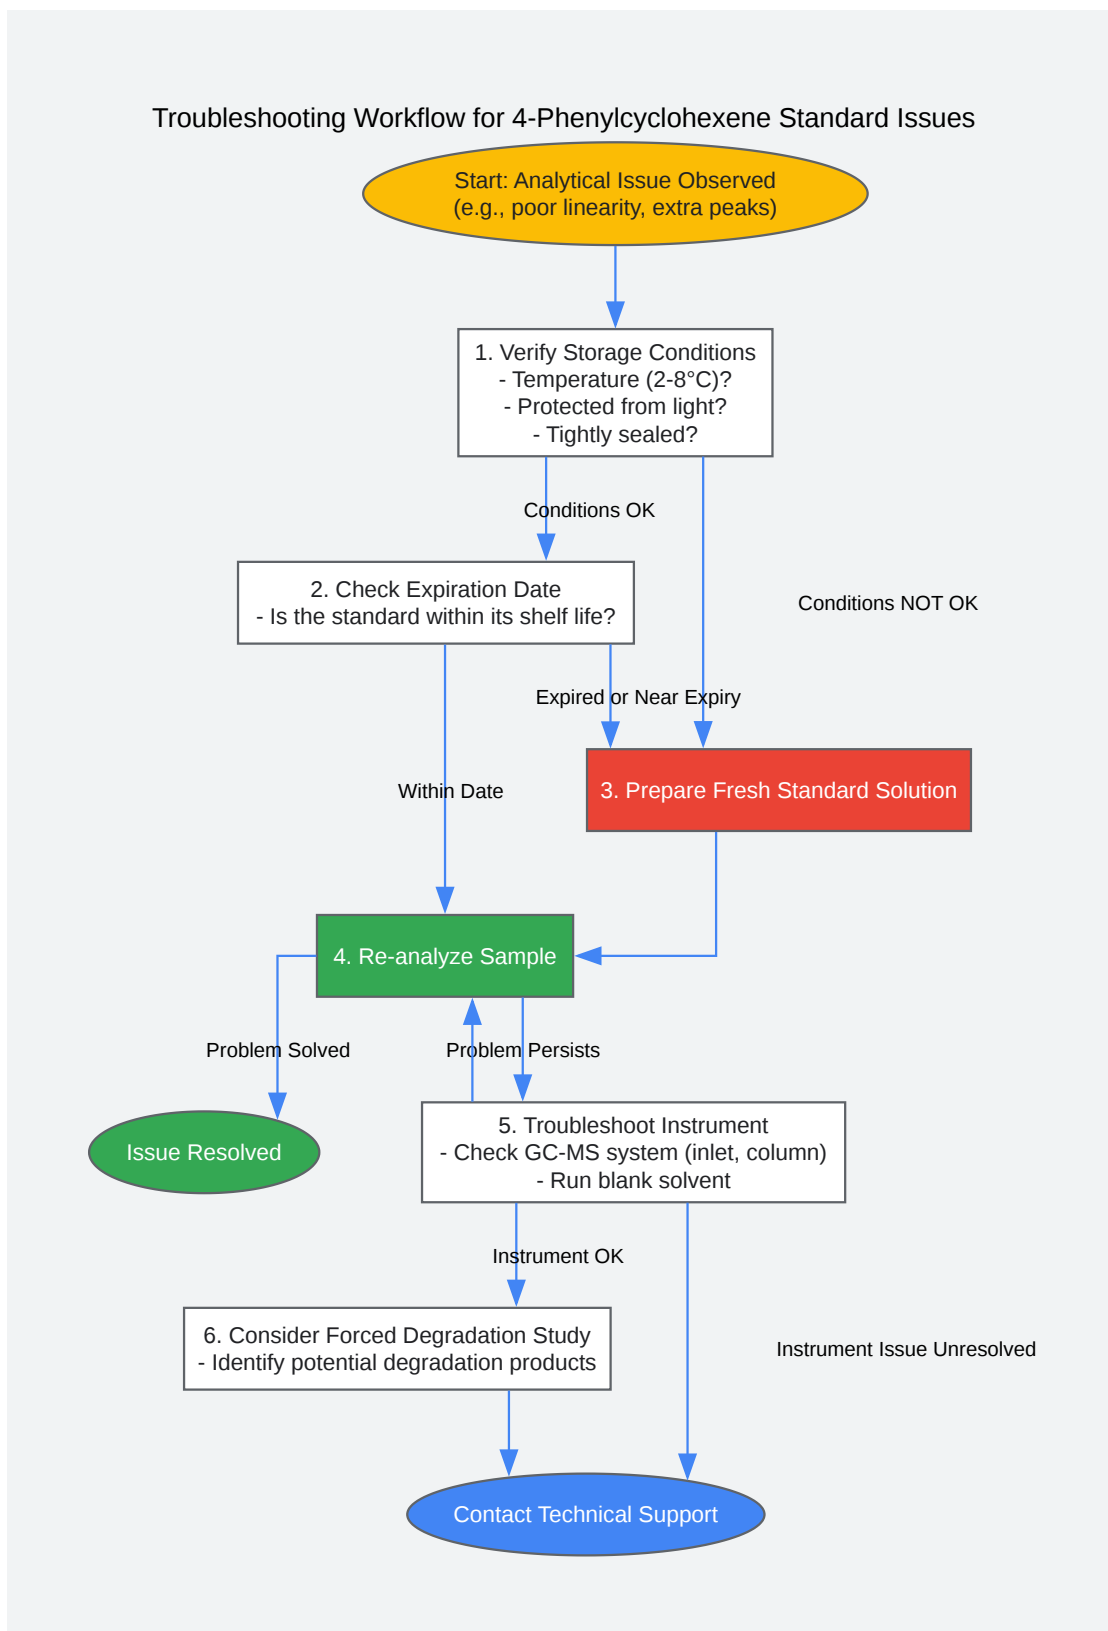 Troubleshooting Workflow for 4-Phenylcyclohexene Standard Issues
Start: Analytical Issue Observed
(e.g., poor linearity, extra peaks)
1. Verify Storage Conditions
- Temperature (2-8°C)?
- Protected from light?
- Tightly sealed?
Conditions OK
2. Check Expiration Date
- Is the standard within its shelf life?
Conditions NOT OK
Expired or Near Expiry
Within Date
3. Prepare Fresh Standard Solution
4. Re-analyze Sample
Problem Solved
Problem Persists
Issue Resolved
5. Troubleshoot Instrument
- Check GC-MS system (inlet, column)
- Run blank solvent
Instrument OK
6. Consider Forced Degradation Study
- Identify potential degradation products
Instrument Issue Unresolved
Contact Technical Support